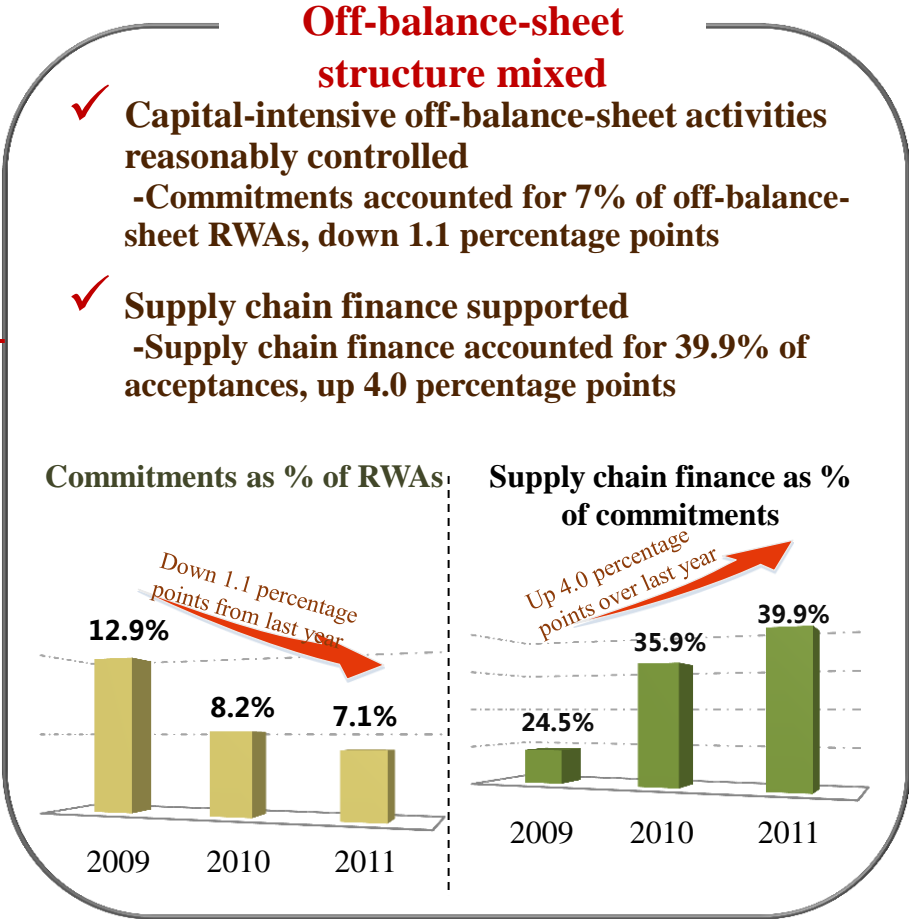 Off-balance-sheet
structure mixed
✓ Capital-intensive off-balance-sheet activities
reasonably controlled
-Commitments accounted for 7% of off-balance-
sheet RWAs, down 1.1 percentage points
✓ Supply chain finance supported
-Supply chain finance accounted for 39.9% of
acceptances, up 4.0 percentage points
Commitments as % of RWAs
Down 1.1 percentage
points from last year
12.9%
8.2%
7.1%
2009
2010
2011
Supply chain finance as %
of commitments
Up 4.0 percentage
points over last year
24.5%
35.9%
39.9%
2009
2010
2011